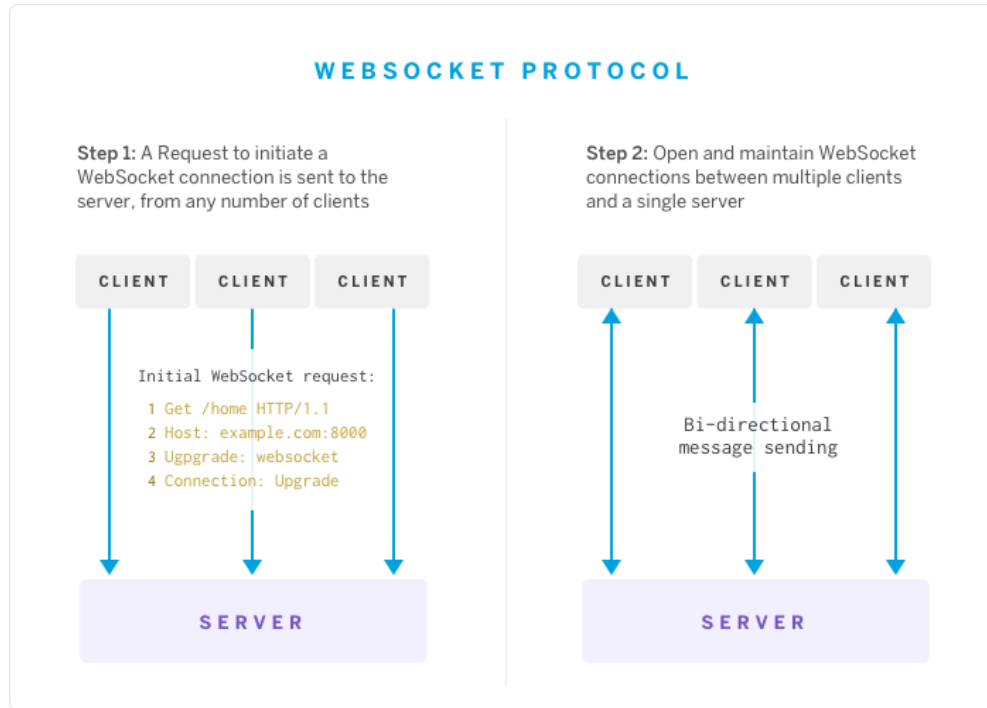 WEBSOCKET PROTOCOL
Step 1: A Request to initiate a
WebSocket connection is sent to the
server, from any number of clients
CLIENT
CLIENT
CLIENT
Initial WebSocket request:
1 Get /home HTTP/1.1
2 Host: example.com:8000
3 Ugpgrade: websocket
4 Connection: Upgrade
SERVER
Step 2: Open and maintain WebSocket
connections between multiple clients
and a single server
CLIENT
CLIENT
CLIENT
Bi-directional
message sending
SERVER